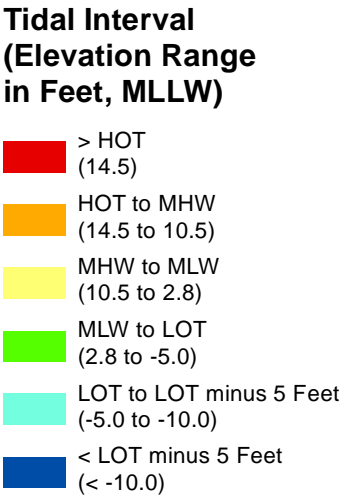 Tidal Interval
(Elevation Range
in Feet, MLLW)
> HOT
(14.5)
HOT to MHW
(14.5 to 10.5)
MHW to MLW
(10.5 to 2.8)
MLW to LOT
(2.8 to -5.0)
LOT to LOT minus 5 Feet
(-5.0 to -10.0)
< LOT minus 5 Feet
(< -10.0)